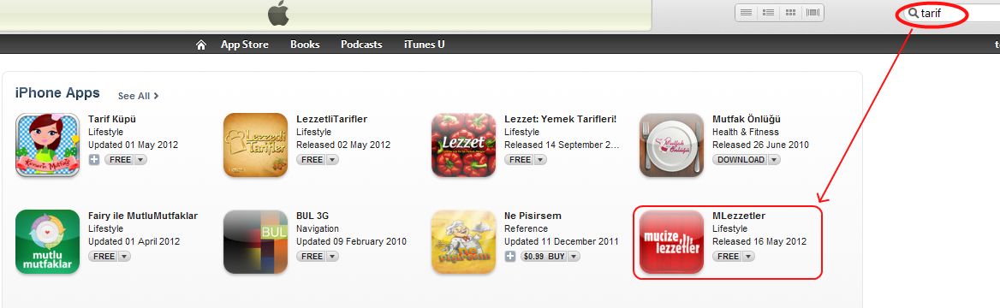 tarif
App Store Books Podcasts iTunes U
iPhone Apps See All
Tarif Küpü
Lifestyle
Updated 01 May 2012
FREE
LezzetliTarifler
Lifestyle
Released 02 May 2012
FREE
Lezzetli
Tarifler
Lezzet: Yemek Tarifleri!
Lifestyle
Released 14 September 2...
FREE
Lezzet
Mutfak Önlüğü
Health & Fitness
Released 26 June 2010
DOWNLOAD
Mutfak
Önlüğü
Fairy ile MutluMutfaklar
Lifestyle
Updated 01 April 2012
FREE
mutlu
mutfaklar
BUL 3G
Navigation
Updated 09 February 2010
FREE
BUL
Ne Pisirsem
Reference
Updated 11 December 2011
$0.99 BUY
MLezzetler
Lifestyle
Released 16 May 2012
FREE
mucize
lezzetler